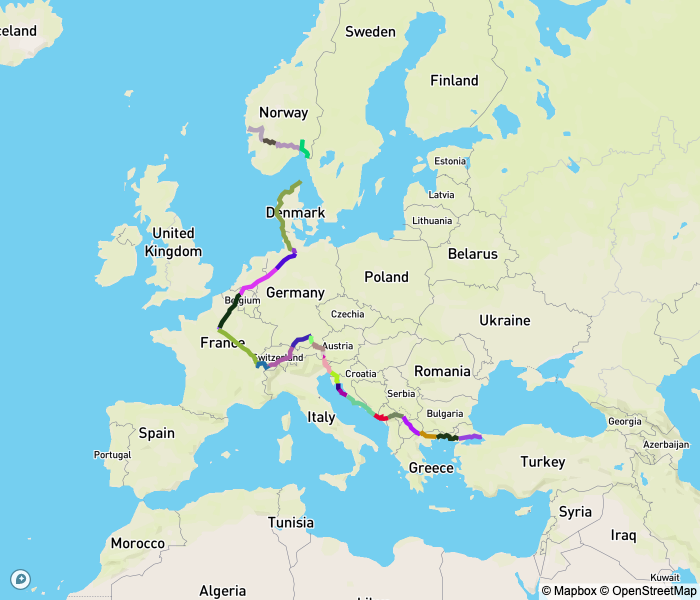 celand
Sweden
Finland
Norway
Estonia
Latvia
Denmark
Lithuania
United
Kingdom
Belarus
Poland
Germany
Belgium
Czechia
Ukraine
France
Austria
Switzerland
Romania
Croatia
Serbia
Italy
Bulgaria
Georgia
Spain
Azerbaijan
Portugal
Greece
Turkey
Syria
Tunisia
Iraq
Morocco
Kuwait
Algeria
© Mapbox © OpenStreetMap